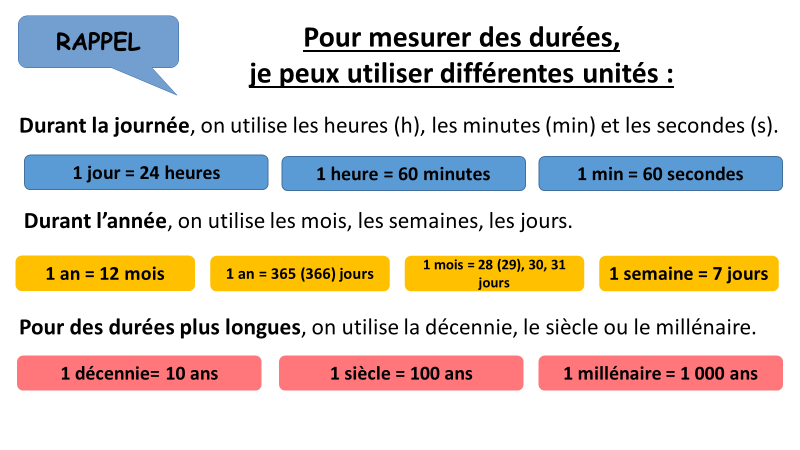 RAPPEL
Pour mesurer des durées,
je peux utiliser différentes unités :
Durant la journée, on utilise les heures (h), les minutes (min) et les secondes (s).
1 jour = 24 heures
1 heure = 60 minutes
1 min = 60 secondes
Durant l’année, on utilise les mois, les semaines, les jours.
1 an = 12 mois
1 an = 365 (366) jours
1 mois = 28 (29), 30, 31
jours
1 semaine = 7 jours
Pour des durées plus longues, on utilise la décennie, le siècle ou le millénaire.
1 décennie= 10 ans
1 siècle = 100 ans
1 millénaire = 1 000 ans